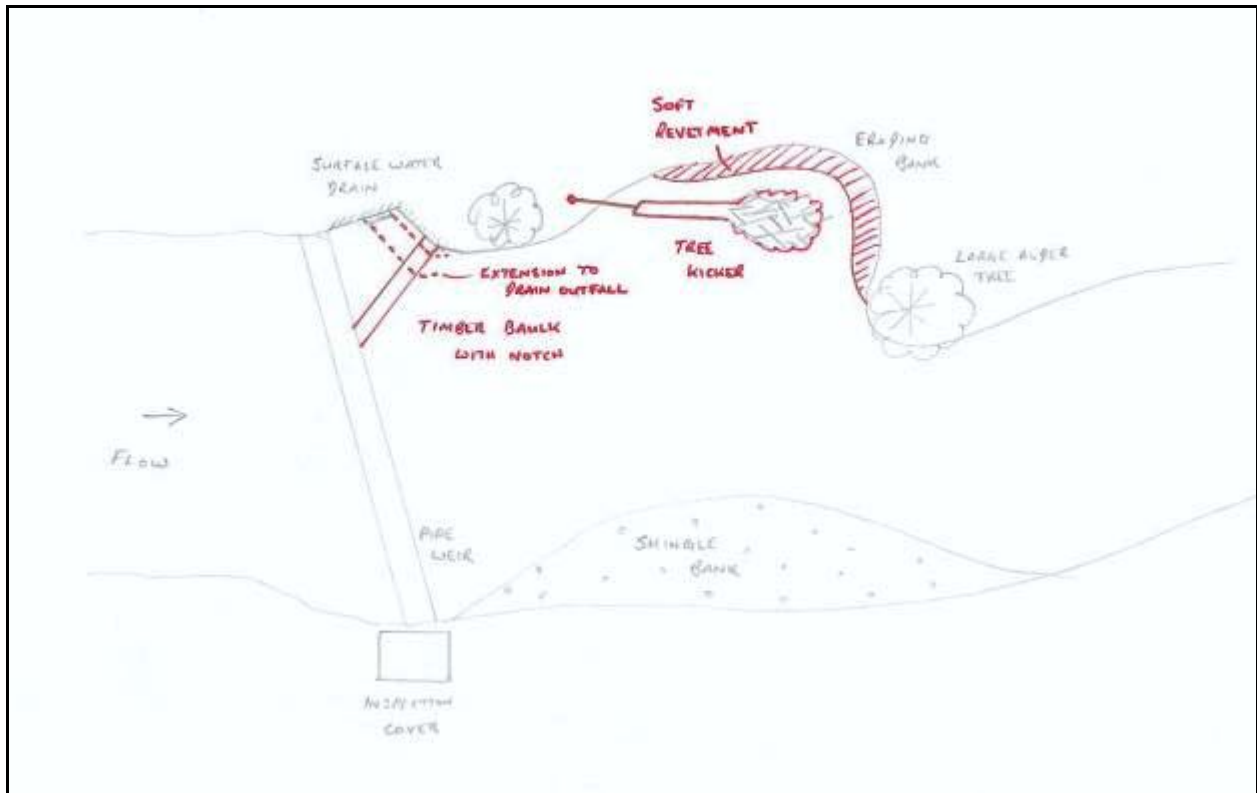 SOFT
REVETMENT
ERODING
BANK
SURFACE WATER
DRAIN
EXTENSION TO
DRAIN OUTFALL
TREE
KICKER
LARGE ALDER
TREE
TIMBER BAULK
WITH NOTCH
FLOW
PIPE
WEIR
SHINGLE
BANK
INSPECTION
COVER